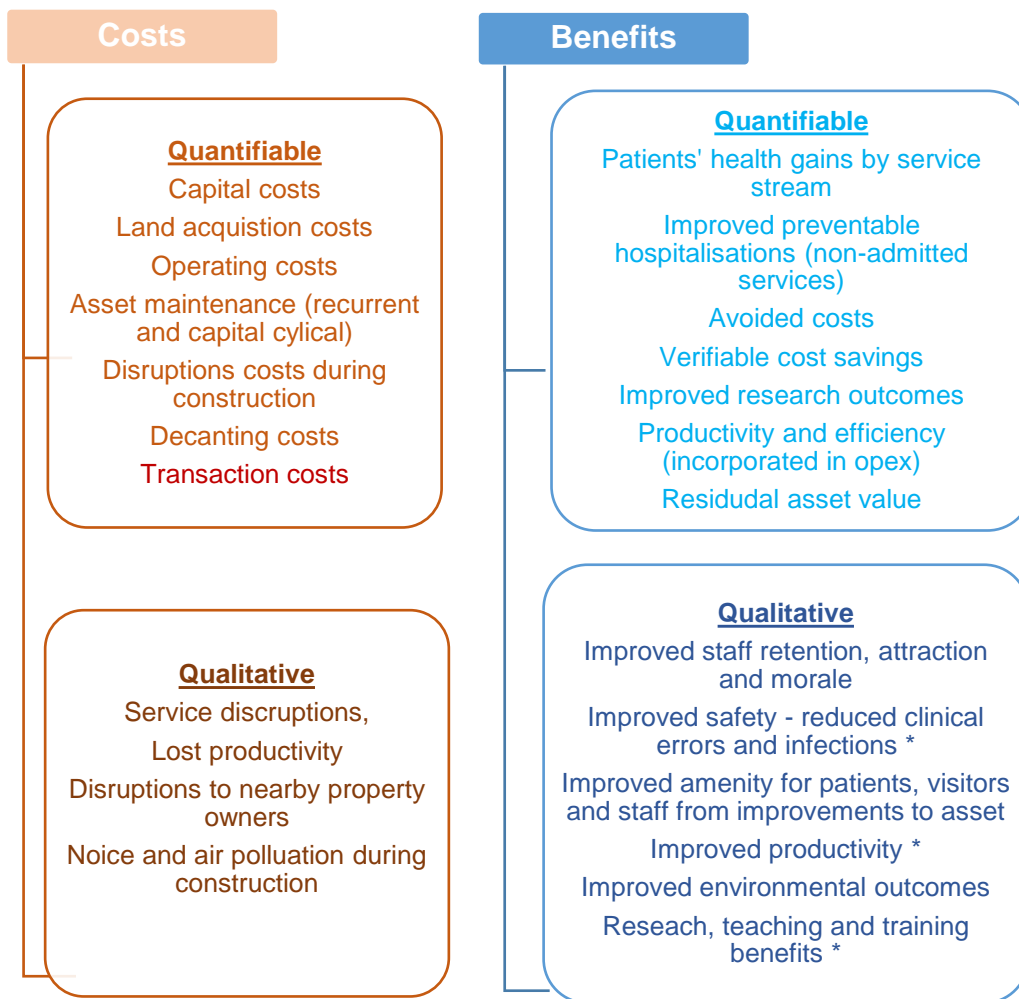 Costs
Quantifiable
Capital costs
Land acquistion costs
Operating costs
Asset maintenance (recurrent
and capital cylical)
Disruptions costs during
construction
Decanting costs
Transaction costs
Qualitative
Service discruptions,
Lost productivity
Disruptions to nearby property
owners
Noice and air polluation during
construction
Benefits
Quantifiable
Patients' health gains by service
stream
Improved preventable
hospitalisations (non-admitted
services)
Avoided costs
Verifiable cost savings
Improved research outcomes
Productivity and efficiency
(incorporated in opex)
Residudal asset value
Qualitative
Improved staff retention, attraction
and morale
Improved safety - reduced clinical
errors and infections *
Improved amenity for patients, visitors
and staff from improvements to asset
Improved productivity *
Improved environmental outcomes
Reseach, teaching and training
benefits *